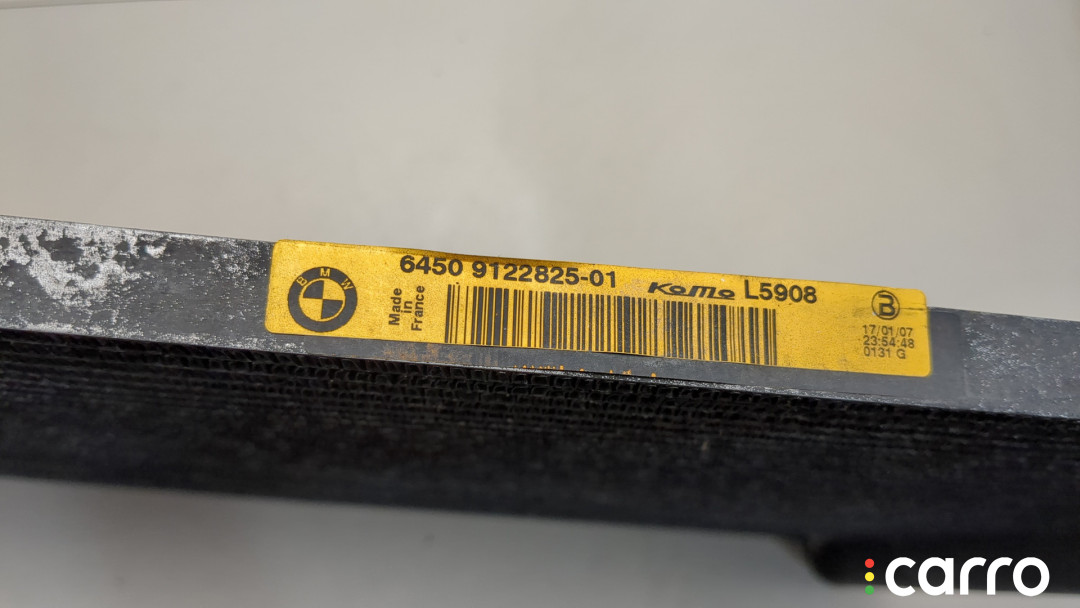 BMW
Made
in
France
6450 9122825-01 KoMo L5908
B
17/01/07
23:54:48
0131 G
carro